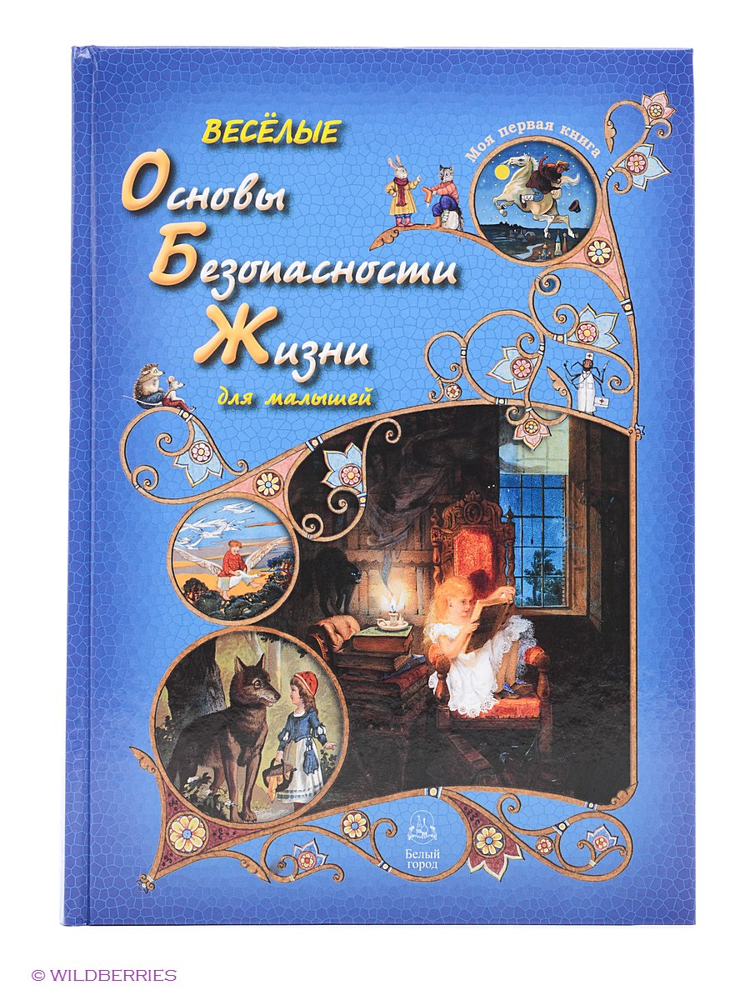 ВЕСЁЛЫЕ
Моя первая книга
Основы
Безопасности
Жизни
для малышей
Белый
город
© WILDBERRIES